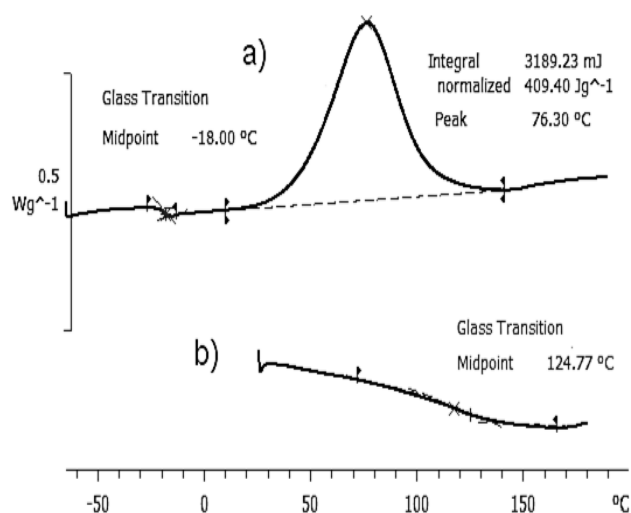 a)
Integral 3189.23 mJ
normalized 409.40 Jg^-1
Peak 76.30 ºC
Glass Transition
Midpoint -18.00 ºC
0.5
Wg^-1
b)
Glass Transition
Midpoint 124.77 ºC
-50 0 50 100 150 ºC